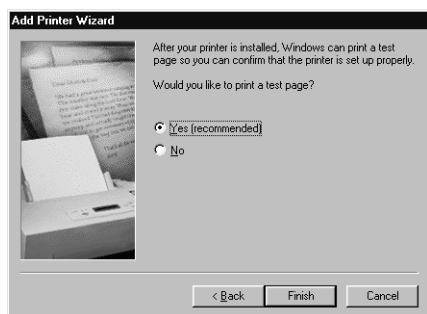 Add Printer Wizard
After your printer is installed, Windows can print a test
page so you can confirm that the printer is set up properly.
Would you like to print a test page?
Yes (recommended)
No
< Back
Finish
Cancel